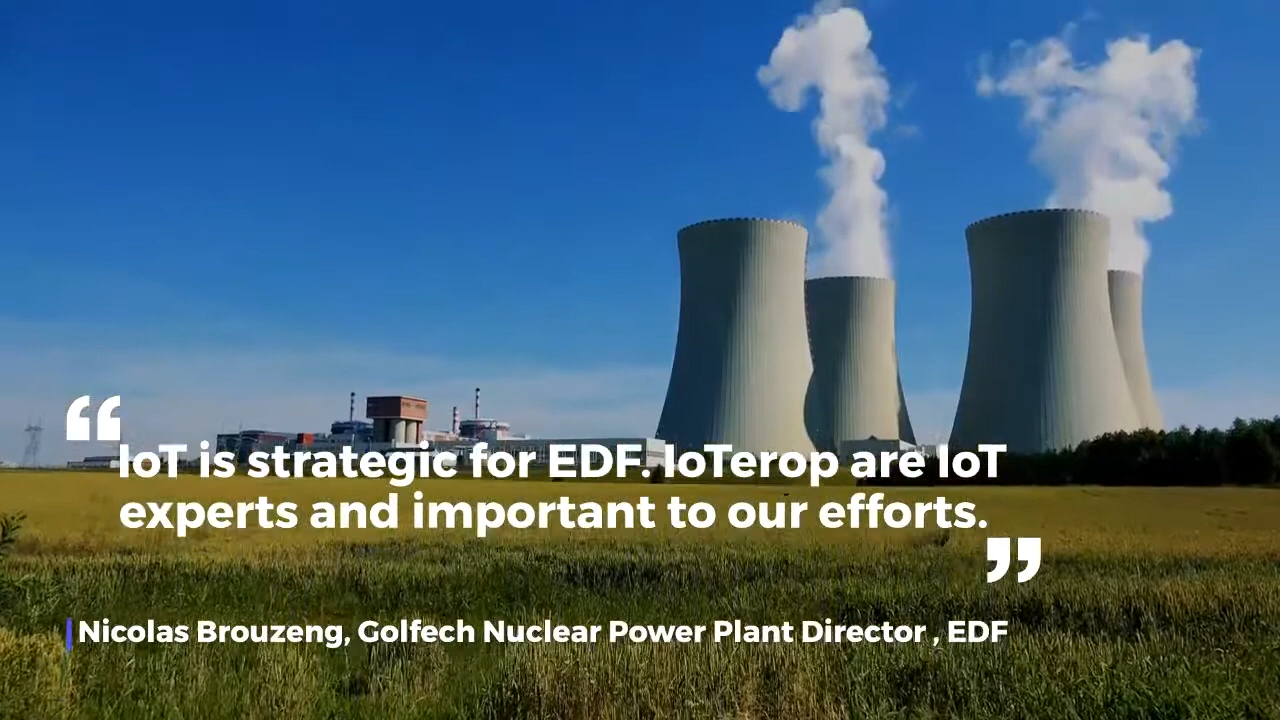 “
IoT is strategic for EDF. IoTerop are IoT
experts and important to our efforts.
”
Nicolas Brouzeng, Golfech Nuclear Power Plant Director , EDF